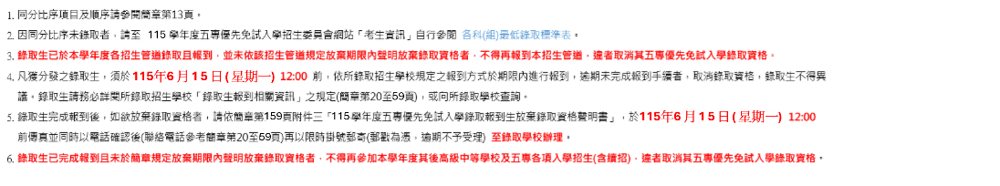 1. 同分比序項目及順序請參閱簡章第13頁。
2. 因同分比序未錄取者，請至 115 學年度五專優先免試入學招生委員會網站「考生資訊」自行參閱 各科(組)最低錄取標準表。
3. 錄取生已於本學年度各招生管道錄取且報到，並未依該招生管道規定放棄期限內聲明放棄錄取資格者，不得再報到本招生管道，違者取消其五專優先免試入學錄取資格。
4. 凡獲分發之錄取生，須於 115年6月15日(星期一) 12:00 前，依所錄取招生學校規定之報到方式於期限內進行報到，逾期未完成報到手續者，取消錄取資格，錄取生不得異
議。錄取生請務必詳閱所錄取招生學校「錄取生報到相關資訊」之規定(簡章第20至59頁)，或向所錄取學校查詢。
5. 錄取生完成報到後，如欲放棄錄取資格者，請依簡章第159頁附件三「115學年度五專優先免試入學錄取報到生放棄錄取資格聲明書」，於115年6月15日(星期一) 12:00
前傳真並同時以電話確認後(聯絡電話參考簡章第20至59頁)再以限時掛號郵寄(郵戳為憑，逾期不予受理) 至錄取學校辦理。
6. 錄取生已完成報到且未於簡章規定放棄期限內聲明放棄錄取資格者，不得再參加本學年度其後高級中等學校及五專各項入學招生(含續招)，違者取消其五專優先免試入學錄取資格。